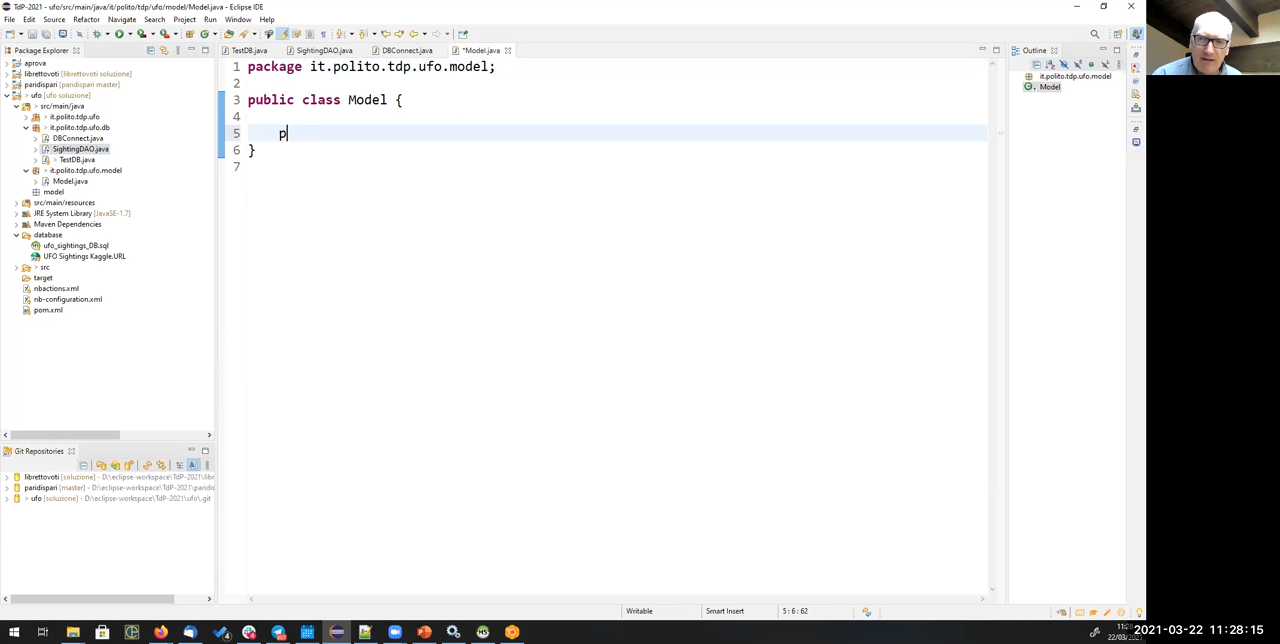 TdP-2021 - ufo/src/main/java/it/polito/tdp/ufo/model/Model.java - Eclipse IDE
File Edit Source Refactor Navigate Search Project Run Window Help
Package Explorer
TestDB.java SightingDAO.java DBConnect.java *Model.java
Outline
aprova
librettovoti [librettovoti soluzione]
paridispari [paridispari master]
> ufo [ufo soluzione]
> src/main/java
> it.polito.tdp.ufo
it.polito.tdp.ufo.db
DBConnect.java
SightingDAO.java
> TestDB.java
> it.polito.tdp.ufo.model
Model.java
model
src/main/resources
JRE System Library [JavaSE-1.7]
Maven Dependencies
database
ufo_sightings_DB.sql
UFO Sightings Kaggle.URL
> src
target
nbactions.xml
nb-configuration.xml
pom.xml
1 package it.polito.tdp.ufo.model;
2
3 public class Model {
4
5 p
6 }
7
it.polito.tdp.ufo.model
Model
Git Repositories
librettovoti [soluzione] - D:\eclipse-workspace\TdP-2021\libr
paridispari [master] - D:\eclipse-workspace\TdP-2021\paridis
> ufo [soluzione] - D:\eclipse-workspace\TdP-2021\ufo\.git
Writable Smart Insert 5 : 6 : 62
22/03/2021
2021-03-22 11:28:15